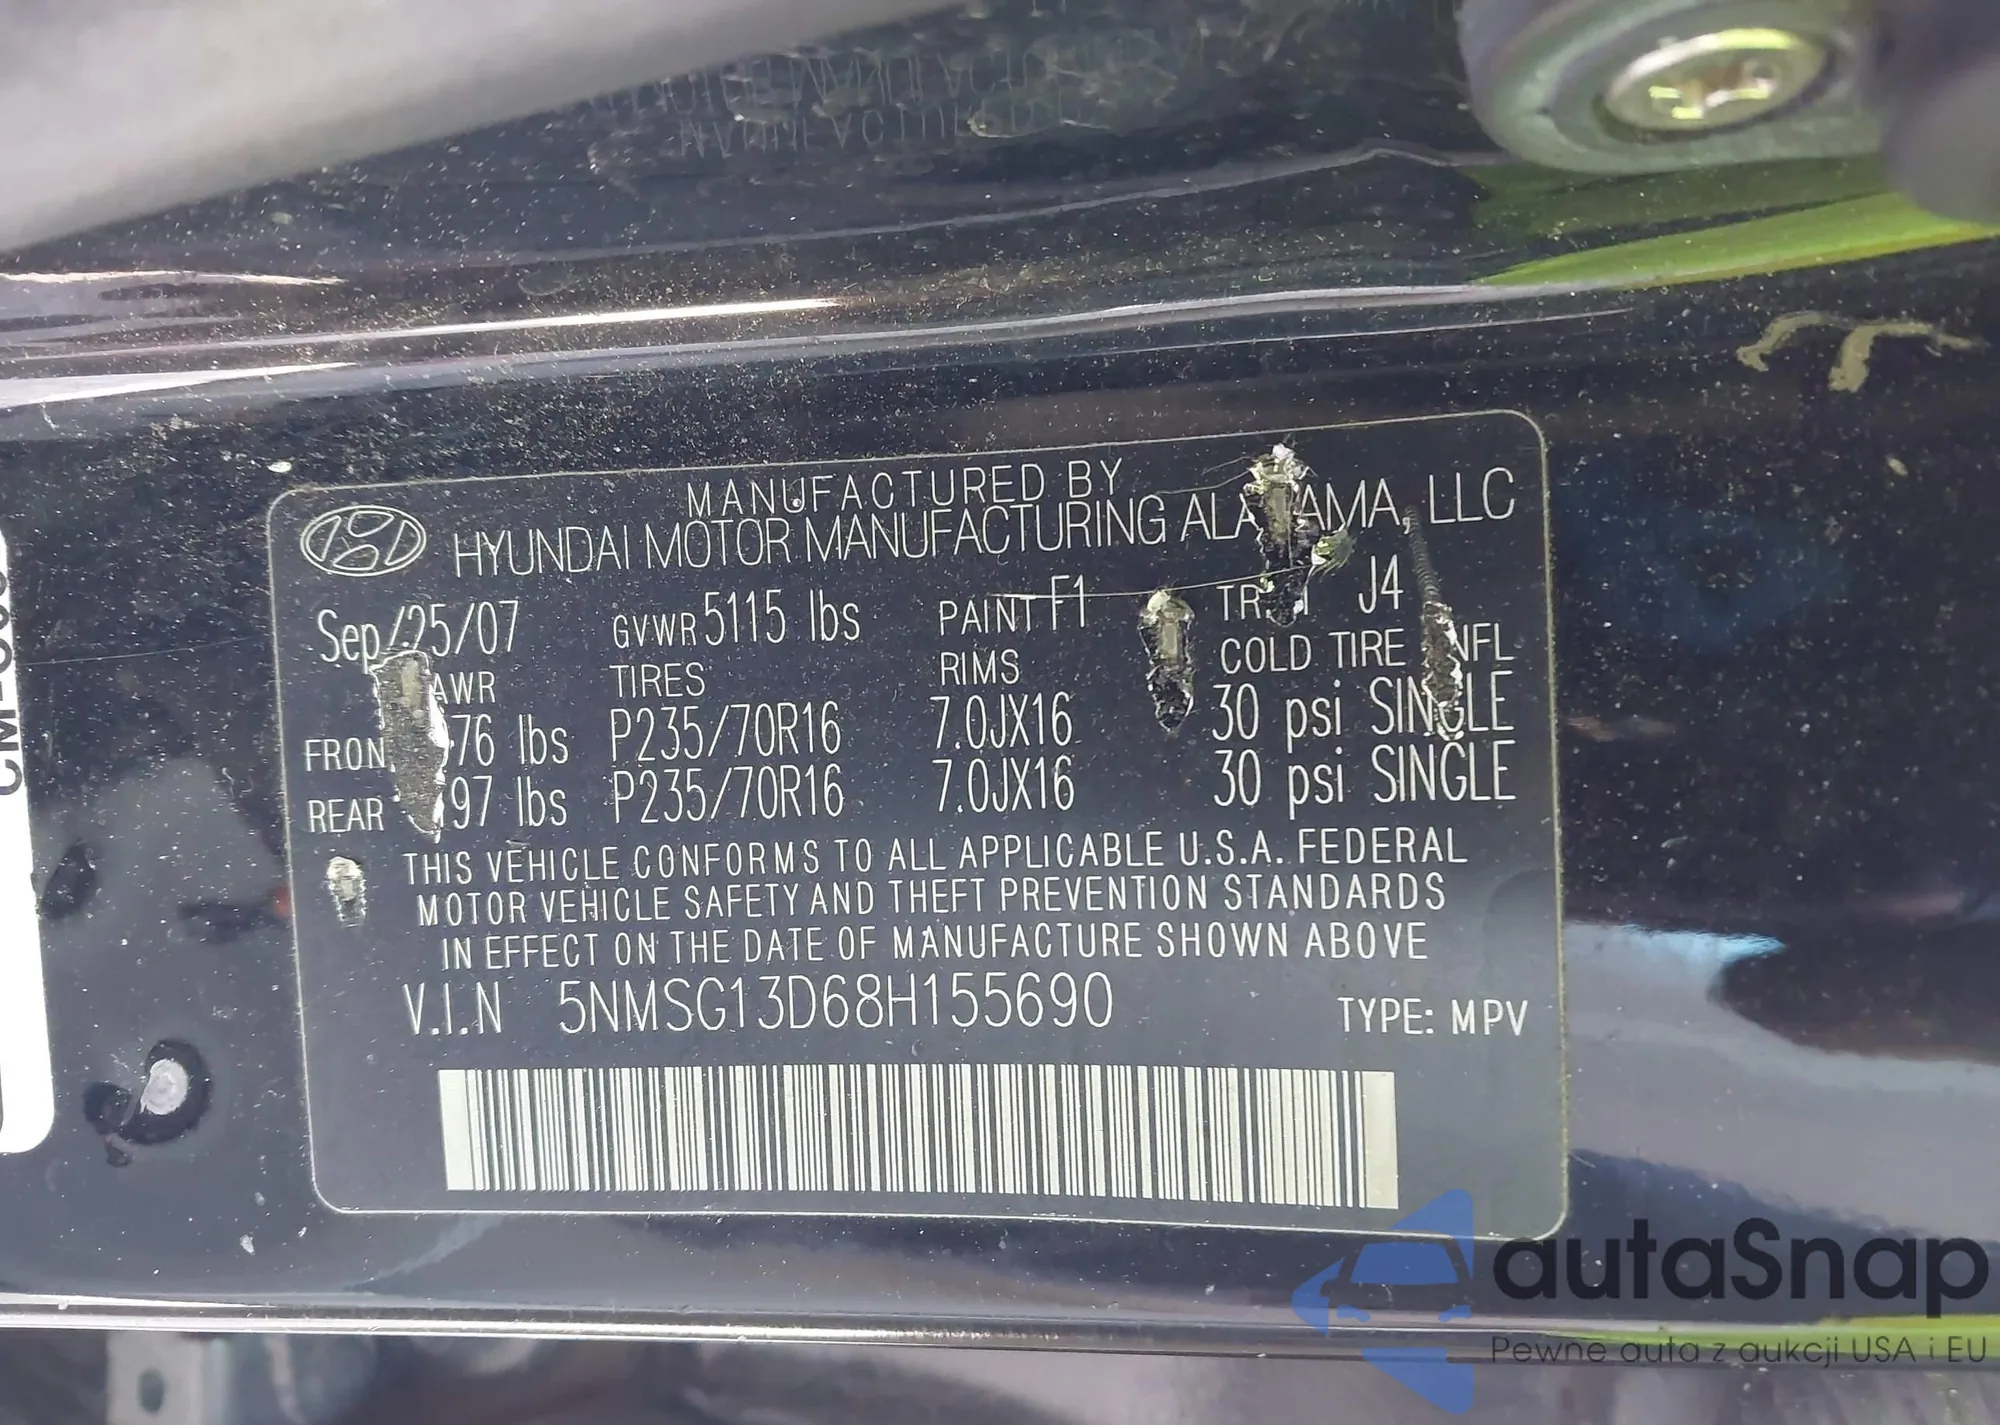 MANUFACTURED BY
HYUNDAI MOTOR MANUFACTURING ALA AMA, LLC
Sep/25/07 GVWR 5115 lbs PAINT F1 TR J4
AWR TIRES RIMS COLD TIRE NFL
FRON 76 lbs P235/70R16 7.0JX16 30 psi SINGLE
REAR 97 lbs P235/70R16 7.0JX16 30 psi SINGLE
THIS VEHICLE CONFORMS TO ALL APPLICABLE U.S.A. FEDERAL
MOTOR VEHICLE SAFETY AND THEFT PREVENTION STANDARDS
IN EFFECT ON THE DATE OF MANUFACTURE SHOWN ABOVE
V.I.N 5NMSG13D68H155690 TYPE: MPV
autaSnap
Pewne auta z aukcji USA i EU